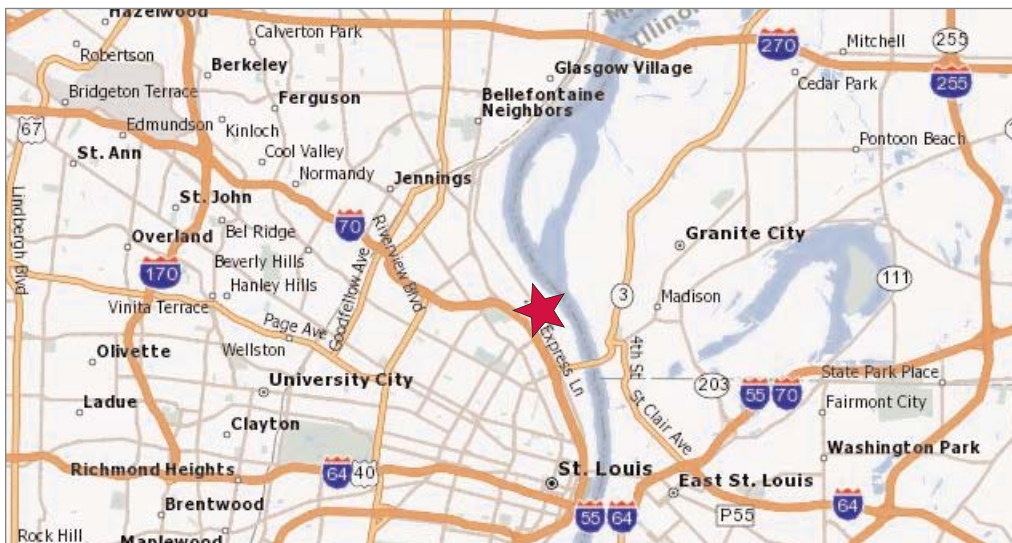 Hazelwood
Calverton Park
Illinois
270
Mitchell
255
Robertson
Berkeley
Glasgow Village
Cedar Park
255
Bridgeton Terrace
Ferguson
Bellefontaine
Neighbors
67
Edmundson
Kinloch
Pontoon Beach
St. Ann
Cool Valley
Normandy
Jennings
Lindbergh Blvd
St. John
Bel Ridge
70
Riverview Blvd
Overland
Granite City
Beverly Hills
170
Hanley Hills
Goodfellow Ave
111
Vinita Terrace
3
Madison
Page Ave
Wellston
Express Ln
4th St
Olivette
University City
203
55
70
State Park Place
Ladue
St Clair Ave
Fairmont City
Clayton
Washington Park
Richmond Heights
64
40
St. Louis
East St. Louis
Brentwood
55
64
P55
64
Rock Hill
Maplewood